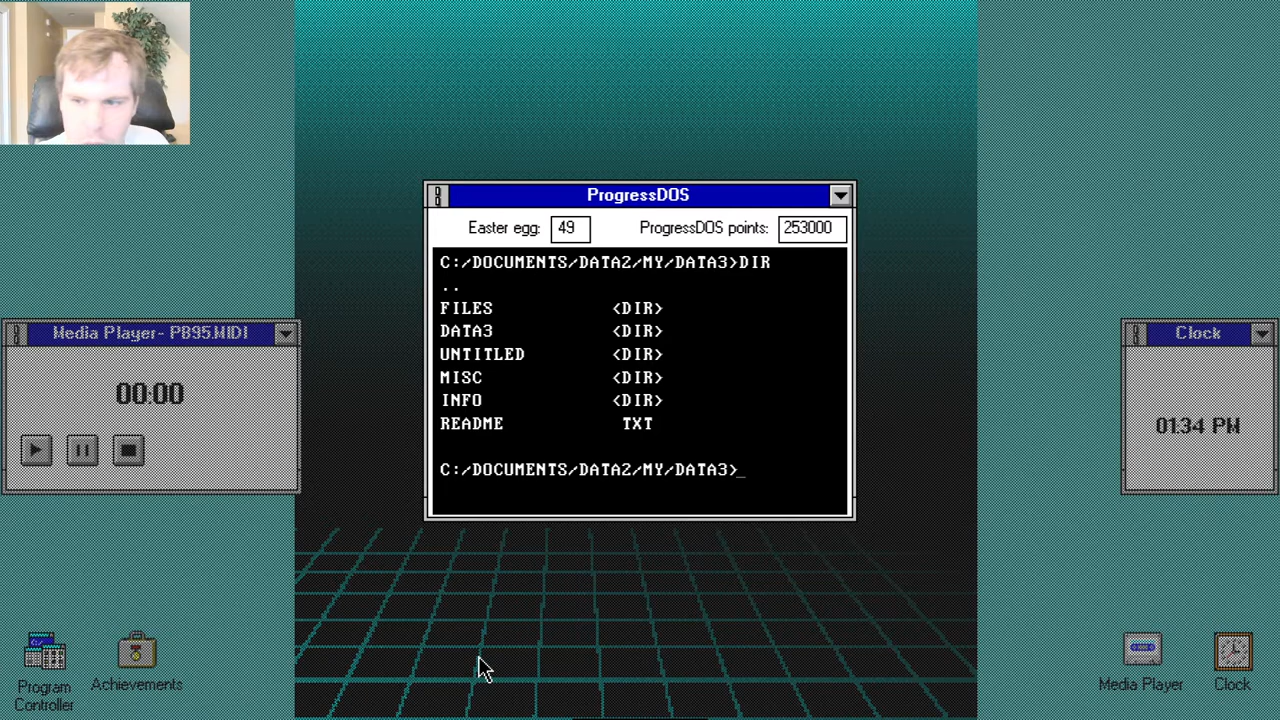 ProgressDOS
Easter egg: 49 ProgressDOS points: 253000
C:/DOCUMENTS/DATA2/MY/DATA3>DIR
..
FILES <DIR>
DATA3 <DIR>
UNTITLED <DIR>
MISC <DIR>
INFO <DIR>
README TXT
C:/DOCUMENTS/DATA2/MY/DATA3>_
Media Player- PB95.MIDI
00:00
Clock
01:34 PM
Program
Controller
Achievements
Media Player
Clock